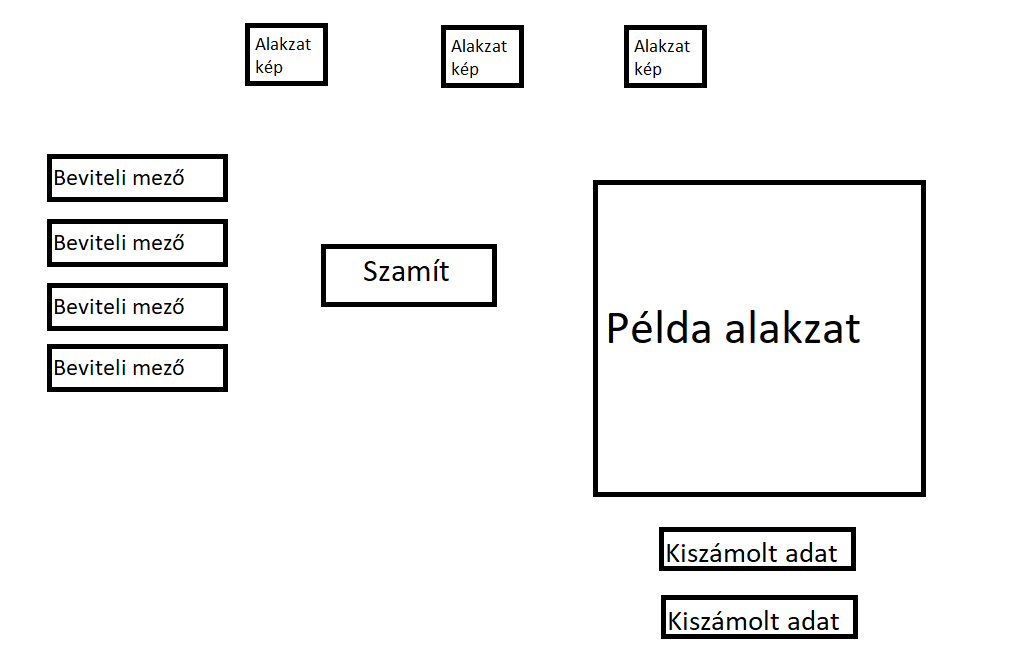 Alakzat
kép
Alakzat
kép
Alakzat
kép
Beviteli mező
Beviteli mező
Beviteli mező
Beviteli mező
Szamít
Példa alakzat
Kiszámolt adat
Kiszámolt adat